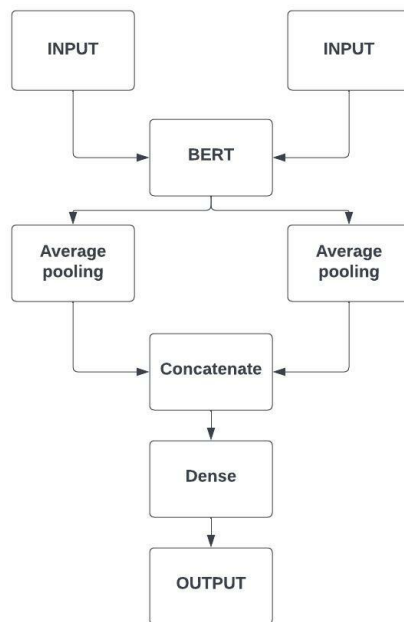 INPUT
INPUT
BERT
Average
pooling
Average
pooling
Concatenate
Dense
OUTPUT